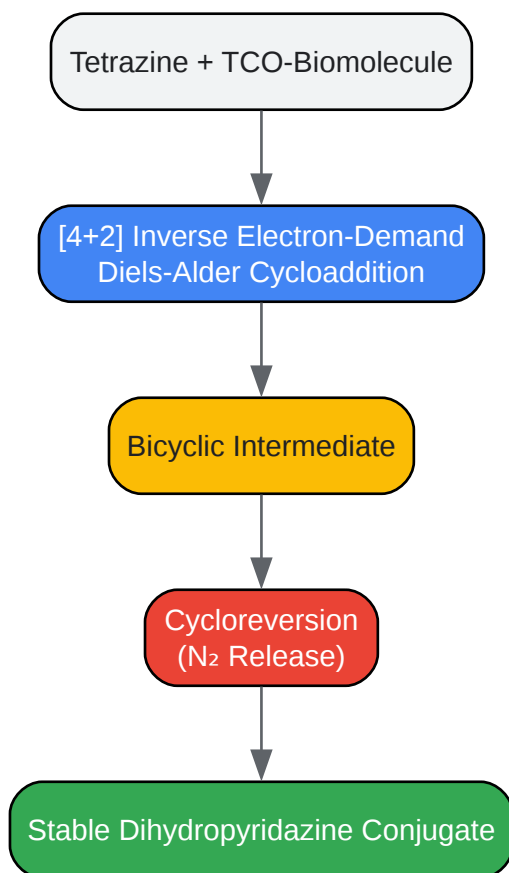 Tetrazine + TCO-Biomolecule
[4+2] Inverse Electron-Demand
Diels-Alder Cycloaddition
Bicyclic Intermediate
Cycloreversion
(N₂ Release)
Stable Dihydropyridazine Conjugate